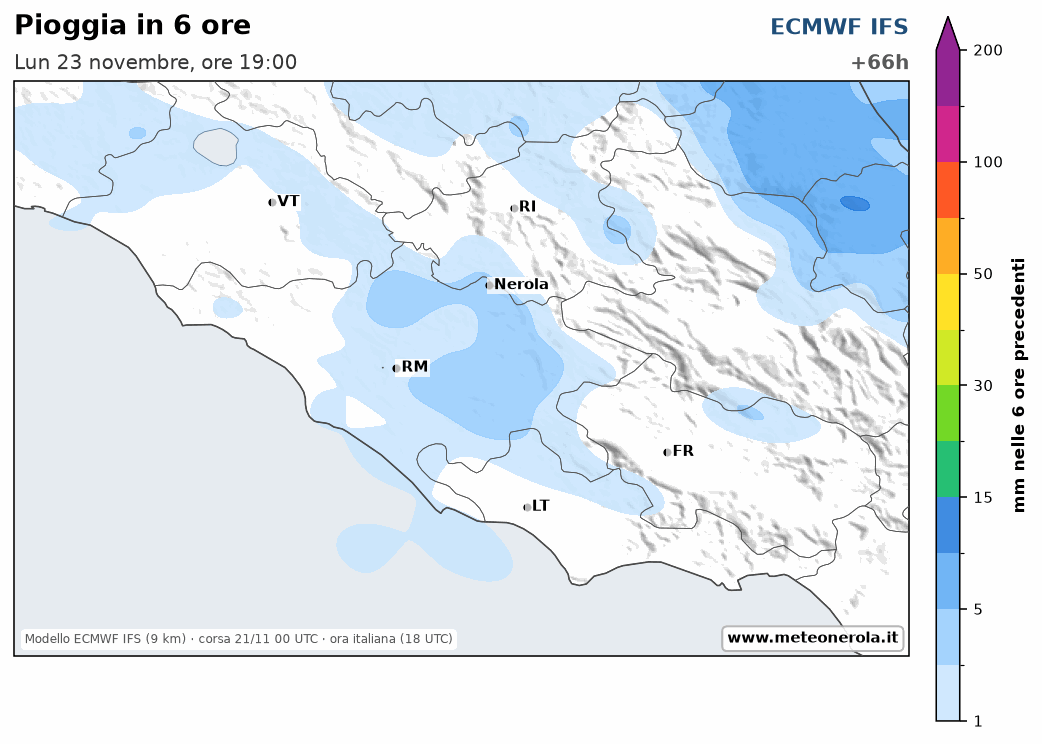 Pioggia in 6 ore
ECMWF IFS
Lun 23 novembre, ore 19:00
+66h
200
100
50
30
15
5
1
mm nelle 6 ore precedenti
VT
RI
Nerola
RM
FR
LT
Modello ECMWF IFS (9 km) · corsa 21/11 00 UTC · ora italiana (18 UTC)
www.meteonerola.it